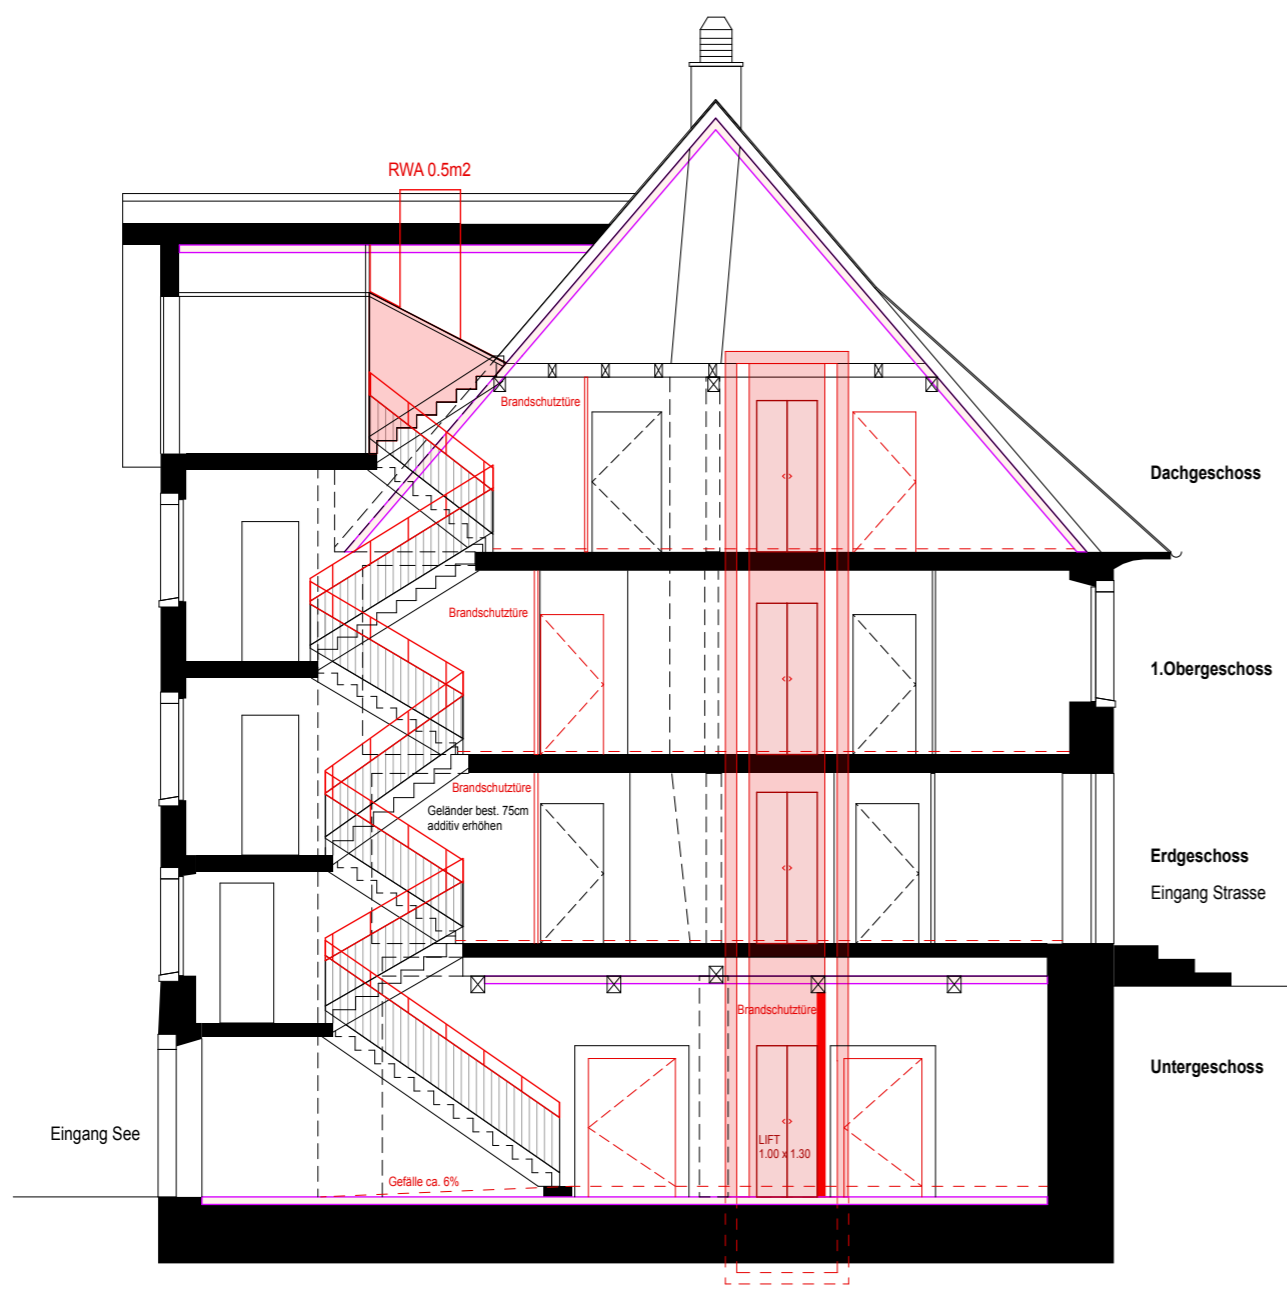 RWA 0.5m2
Brandschutztüre
Dachgeschoss
Brandschutztüre
1.Obergeschoss
Brandschutztüre
Geländer best. 75cm
additiv erhöhen
Erdgeschoss
Eingang Strasse
Brandschutztüre
Untergeschoss
Eingang See
LIFT
1.00 x 1.30
Gefälle ca. 6%